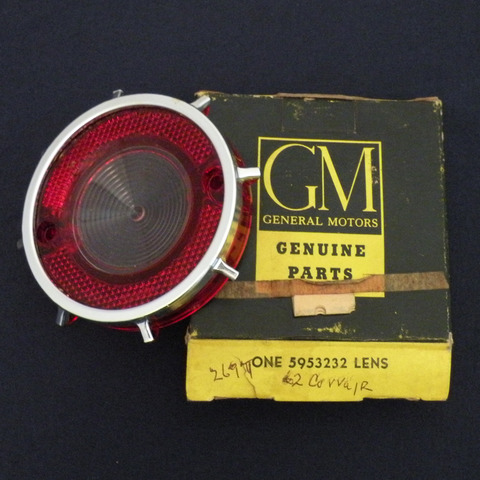 GM
GENERAL MOTORS
GENUINE
PARTS
ONE 5953232 LENS
62 Corvair